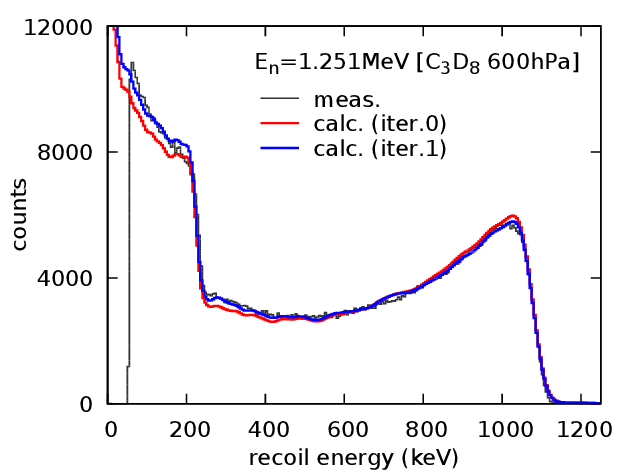 12000
8000
4000
0
counts
Eₙ=1.251MeV [C₃D₈ 600hPa]
meas.
calc. (iter.0)
calc. (iter.1)
0 200 400 600 800 1000 1200
recoil energy (keV)